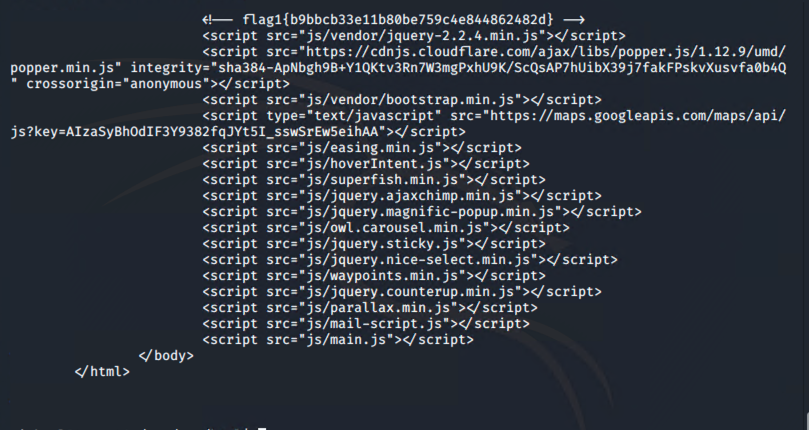 <!-- flag1{b9bbcb33e11b80be759c4e844862482d} -->
<script src="js/vendor/jquery-2.2.4.min.js"></script>
<script src="https://cdnjs.cloudflare.com/ajax/libs/popper.js/1.12.9/umd/
popper.min.js" integrity="sha384-ApNbgh9B+Y1QKtv3Rn7W3mgPxhU9K/ScQsAP7hUibX39j7fakFPskvXusvfa0b4Q
" crossorigin="anonymous"></script>
<script src="js/vendor/bootstrap.min.js"></script>
<script type="text/javascript" src="https://maps.googleapis.com/maps/api/
js?key=AIzaSyBhOdIF3Y9382fqJYt5I_sswSrEw5eihAA"></script>
<script src="js/easing.min.js"></script>
<script src="js/hoverIntent.js"></script>
<script src="js/superfish.min.js"></script>
<script src="js/jquery.ajaxchimp.min.js"></script>
<script src="js/jquery.magnific-popup.min.js"></script>
<script src="js/owl.carousel.min.js"></script>
<script src="js/jquery.sticky.js"></script>
<script src="js/jquery.nice-select.min.js"></script>
<script src="js/waypoints.min.js"></script>
<script src="js/jquery.counterup.min.js"></script>
<script src="js/parallax.min.js"></script>
<script src="js/mail-script.js"></script>
<script src="js/main.js"></script>
</body>
</html>